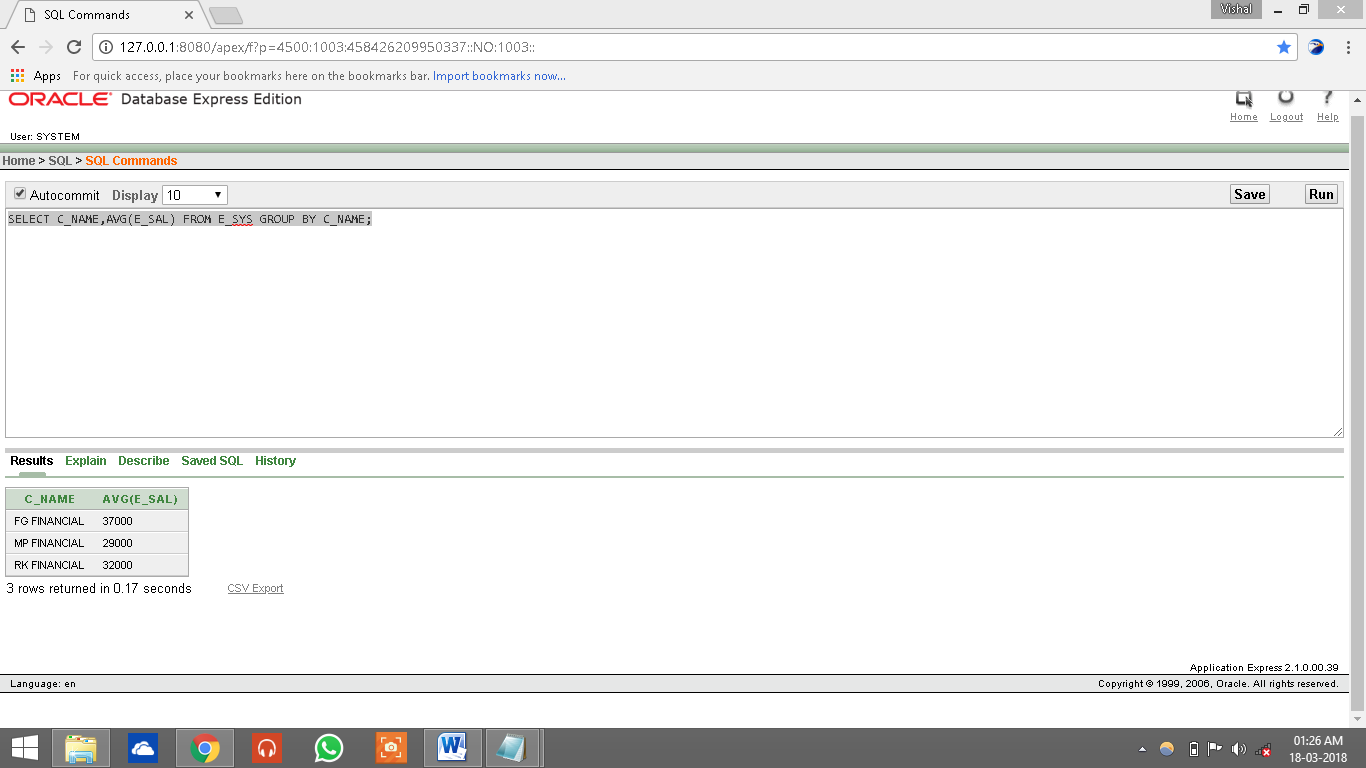 SQL Commands
Vishal
127.0.0.1:8080/apex/f?p=4500:1003:458426209950337::NO:1003::
Apps For quick access, place your bookmarks here on the bookmarks bar. Import bookmarks now...
ORACLE® Database Express Edition
Home Logout Help
User: SYSTEM
Home > SQL > SQL Commands
Autocommit Display 10 Save Run
SELECT C_NAME,AVG(E_SAL) FROM E_SYS GROUP BY C_NAME;
Results Explain Describe Saved SQL History
C_NAME AVG(E_SAL)
FG FINANCIAL 37000
MP FINANCIAL 29000
RK FINANCIAL 32000
3 rows returned in 0.17 seconds CSV Export
Application Express 2.1.0.00.39
Language: en Copyright © 1999, 2006, Oracle. All rights reserved.
01:26 AM
18-03-2018